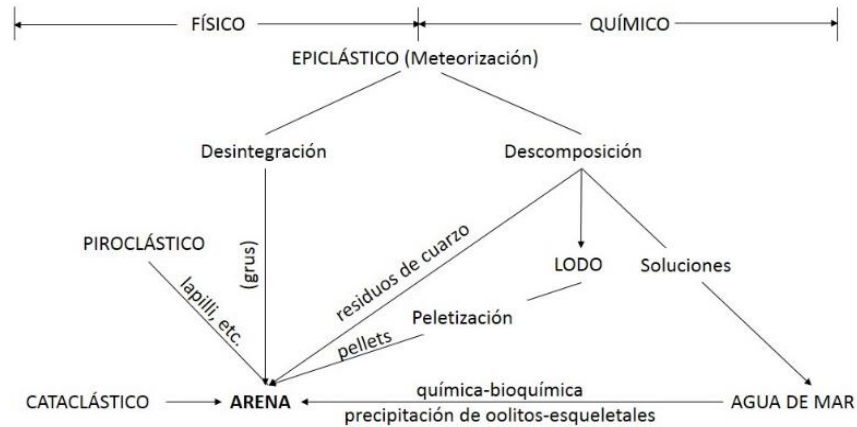 FÍSICO
QUÍMICO
EPICLÁSTICO (Meteorización)
Desintegración
Descomposición
PIROCLÁSTICO
(grus)
residuos de cuarzo
LODO
Soluciones
lapilli, etc.
Peletización
pellets
química-bioquímica
CATACLÁSTICO
ARENA
AGUA DE MAR
precipitación de oolitos-esqueletales